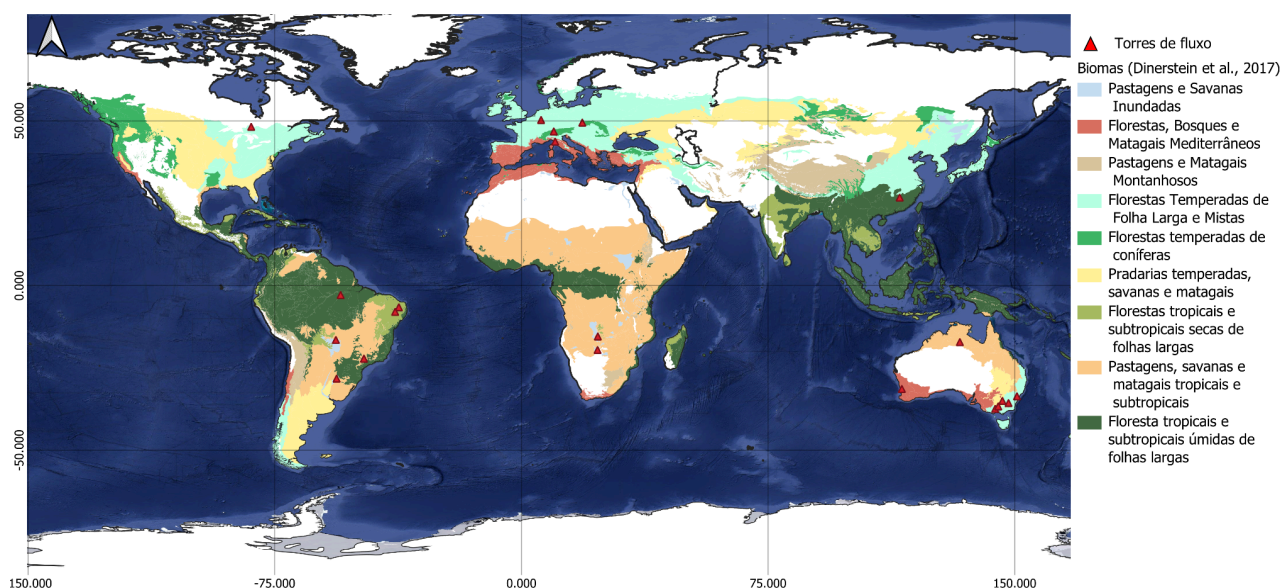 Torres de fluxo
Biomas (Dinerstein et al., 2017)
Pastagens e Savanas
Inundadas
Florestas, Bosques e
Matagais Mediterrâneos
Pastagens e Matagais
Montanhosos
Florestas Temperadas de
Folha Larga e Mistas
Florestas temperadas de
coníferas
Pradarias temperadas,
savanas e matagais
Florestas tropicais e
subtropicais secas de
folhas largas
Pastagens, savanas e
matagais tropicais e
subtropicais
Floresta tropicais e
subtropicais úmidas de
folhas largas
50.000
0.000
-50.000
150.000
-75.000
0.000
75.000
150.000